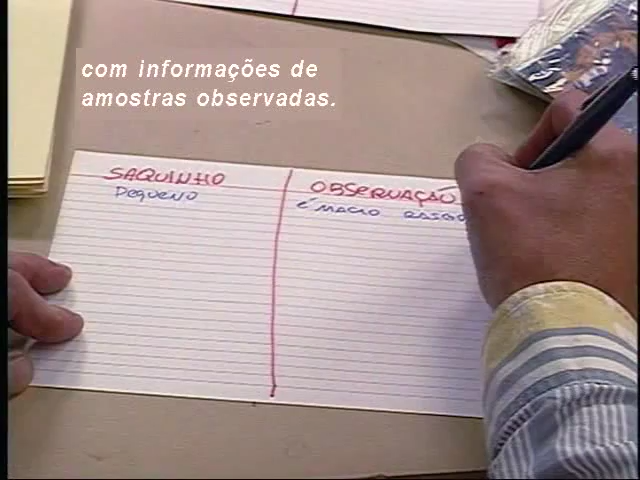 com informações de
amostras observadas.
SAQUINHO
OBSERVAÇÃO
PEQUENO
É MACIO